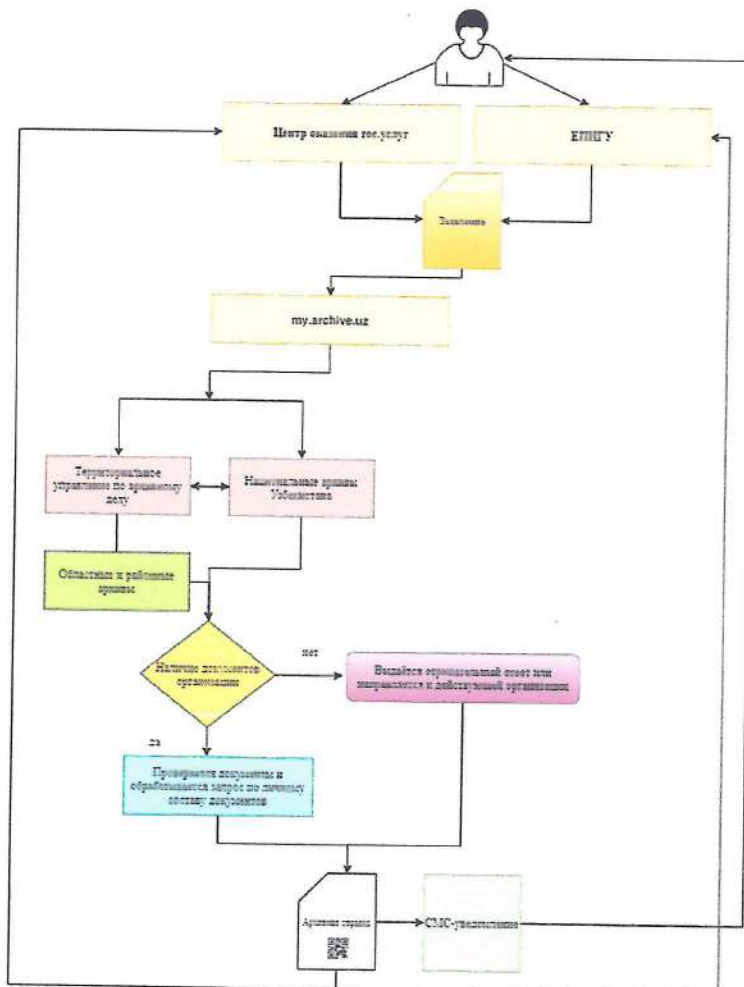 Центр оказания гос.услуг
ЕПИГУ
Заявление
my.archive.uz
Территориальное
управление по архивному
делу
Национальные архивы
Узбекистана
Областные и районные
архивы
Наличие документов
организации
нет
Выдаётся отрицательный ответ или
направляется к действующей организации
да
Проверяется документы и
обрабатывается запрос по личному
составу документов
Архивная справка
СМС-уведомление